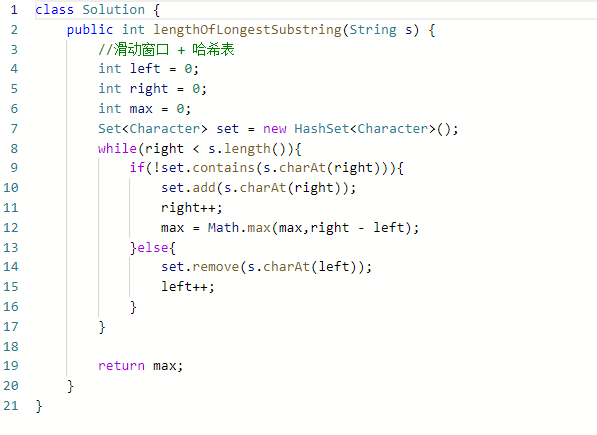 1 class Solution {
2     public int lengthOfLongestSubstring(String s) {
3         //滑动窗口 + 哈希表
4         int left = 0;
5         int right = 0;
6         int max = 0;
7         Set<Character> set = new HashSet<Character>();
8         while(right < s.length()){
9             if(!set.contains(s.charAt(right))){
10                 set.add(s.charAt(right));
11                 right++;
12                 max = Math.max(max,right - left);
13             }else{
14                 set.remove(s.charAt(left));
15                 left++;
16             }
17         }
18
19         return max;
20     }
21 }